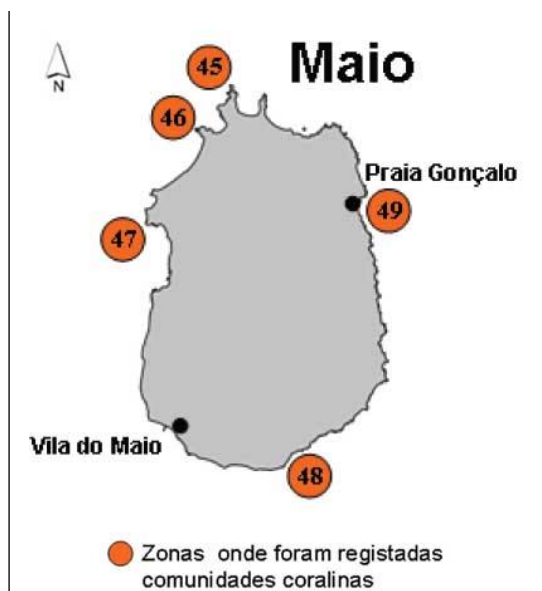 Maio
45
N
46
Praia Gonçalo
49
47
Vila do Maio
48
Zonas onde foram registadas
comunidades coralinas